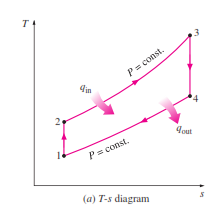 T
3
P = const.
q_in
2
4
q_out
1
P = const.
s
(a) T-s diagram